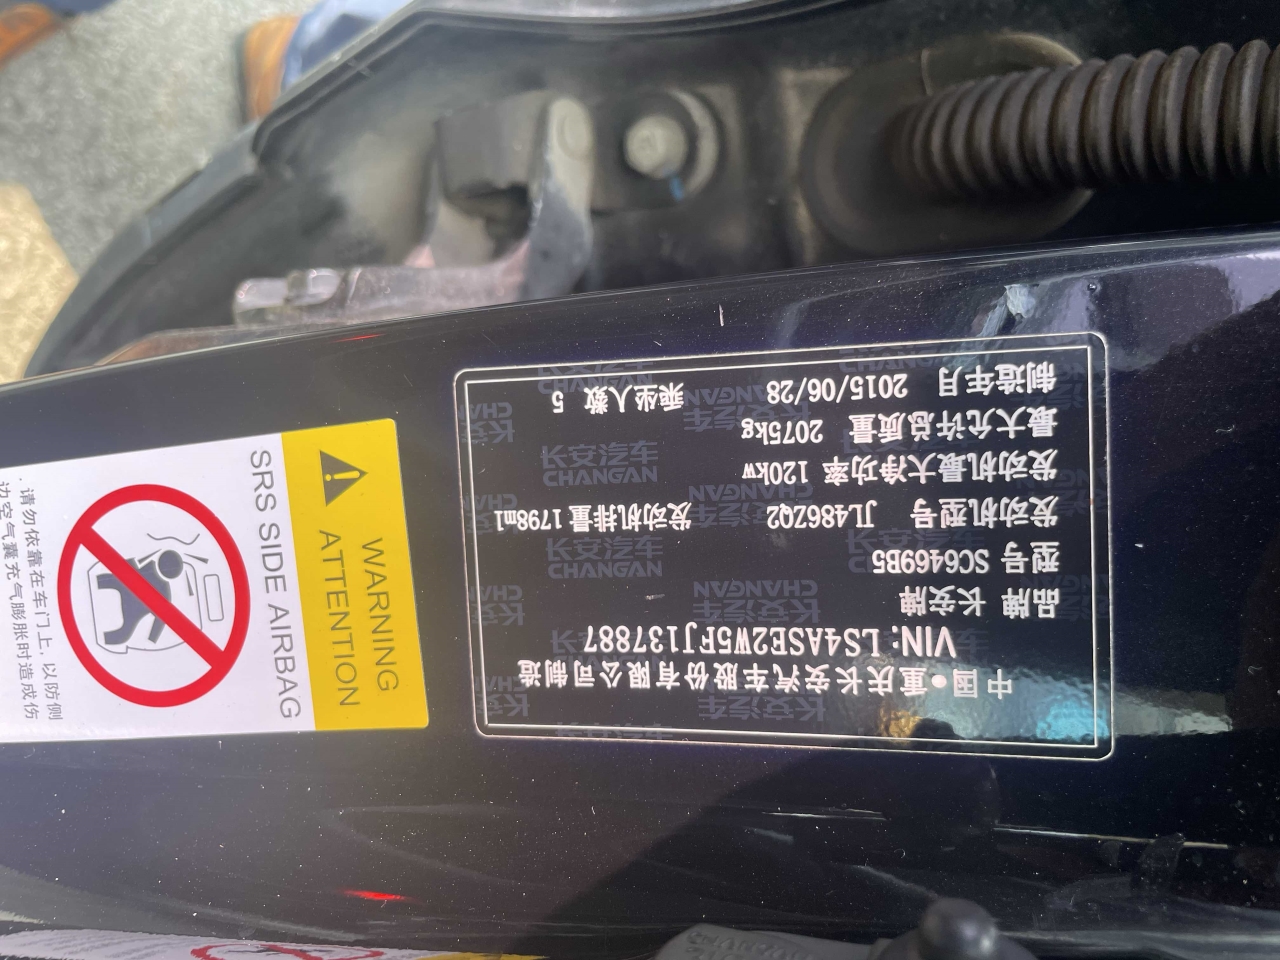 中国●重庆长安汽车股份有限公司制造
VIN:LS4ASE2W5FJ137887
品牌 长安牌
型号 SC6469B5
发动机型号 JL486ZQ2 发动机排量 1798ml
发动机最大净功率 120kw
最大允许总质量 2075kg
制造年月 2015/06/28 乘坐人数 5
长安汽车
CHANGAN
WARNING
ATTENTION
SRS SIDE AIRBAG
·请勿依靠在车门上,以防侧
边空气囊充气膨胀时造成伤